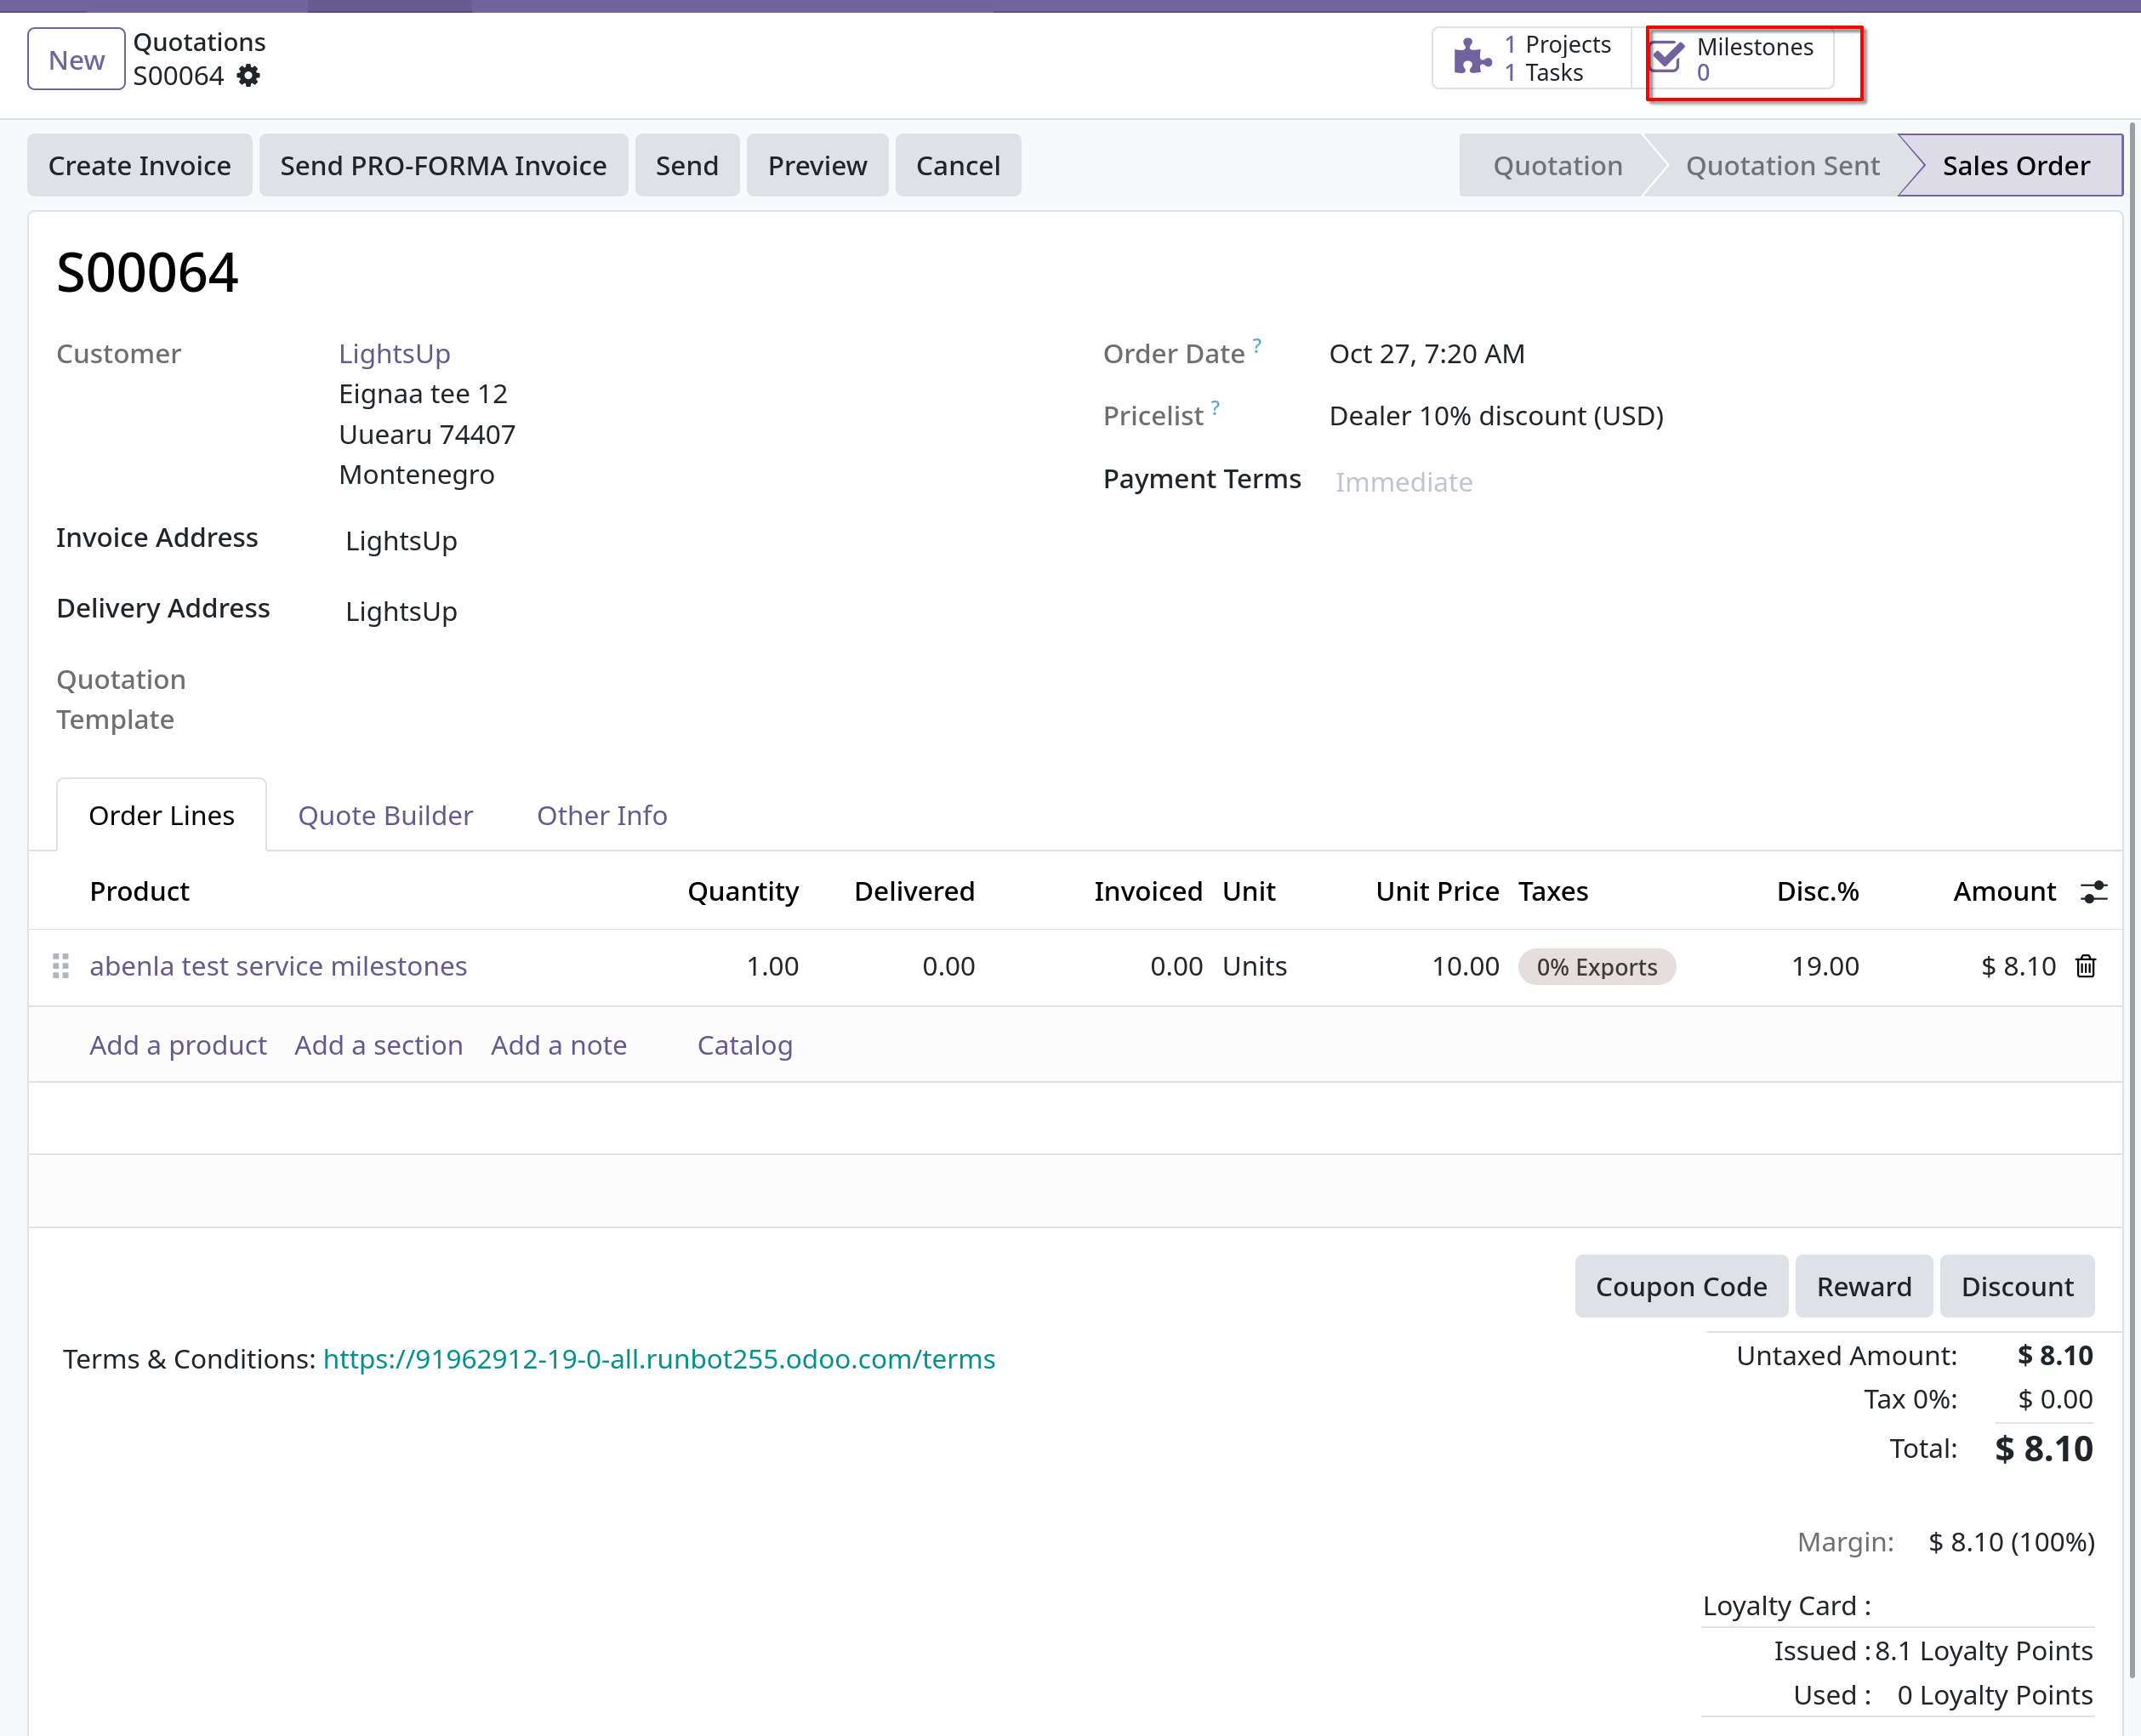 New
Quotations
S00064
1 Projects
1 Tasks
Milestones
0
Create Invoice
Send PRO-FORMA Invoice
Send
Preview
Cancel
Quotation
Quotation Sent
Sales Order
S00064
Customer
LightsUp
Eignaa tee 12
Uuearu 74407
Montenegro
Order Date ?
Oct 27, 7:20 AM
Pricelist ?
Dealer 10% discount (USD)
Payment Terms
Immediate
Invoice Address
LightsUp
Delivery Address
LightsUp
Quotation
Template
Order Lines
Quote Builder
Other Info
Product Quantity Delivered Invoiced Unit Unit Price Taxes Disc.% Amount
abenla test service milestones 1.00 0.00 0.00 Units 10.00 0% Exports 19.00 $ 8.10
Add a product Add a section Add a note Catalog
Coupon Code
Reward
Discount
Terms & Conditions: https://91962912-19-0-all.runbot255.odoo.com/terms
Untaxed Amount: $ 8.10
Tax 0%: $ 0.00
Total: $ 8.10
Margin: $ 8.10 (100%)
Loyalty Card :
Issued : 8.1 Loyalty Points
Used : 0 Loyalty Points